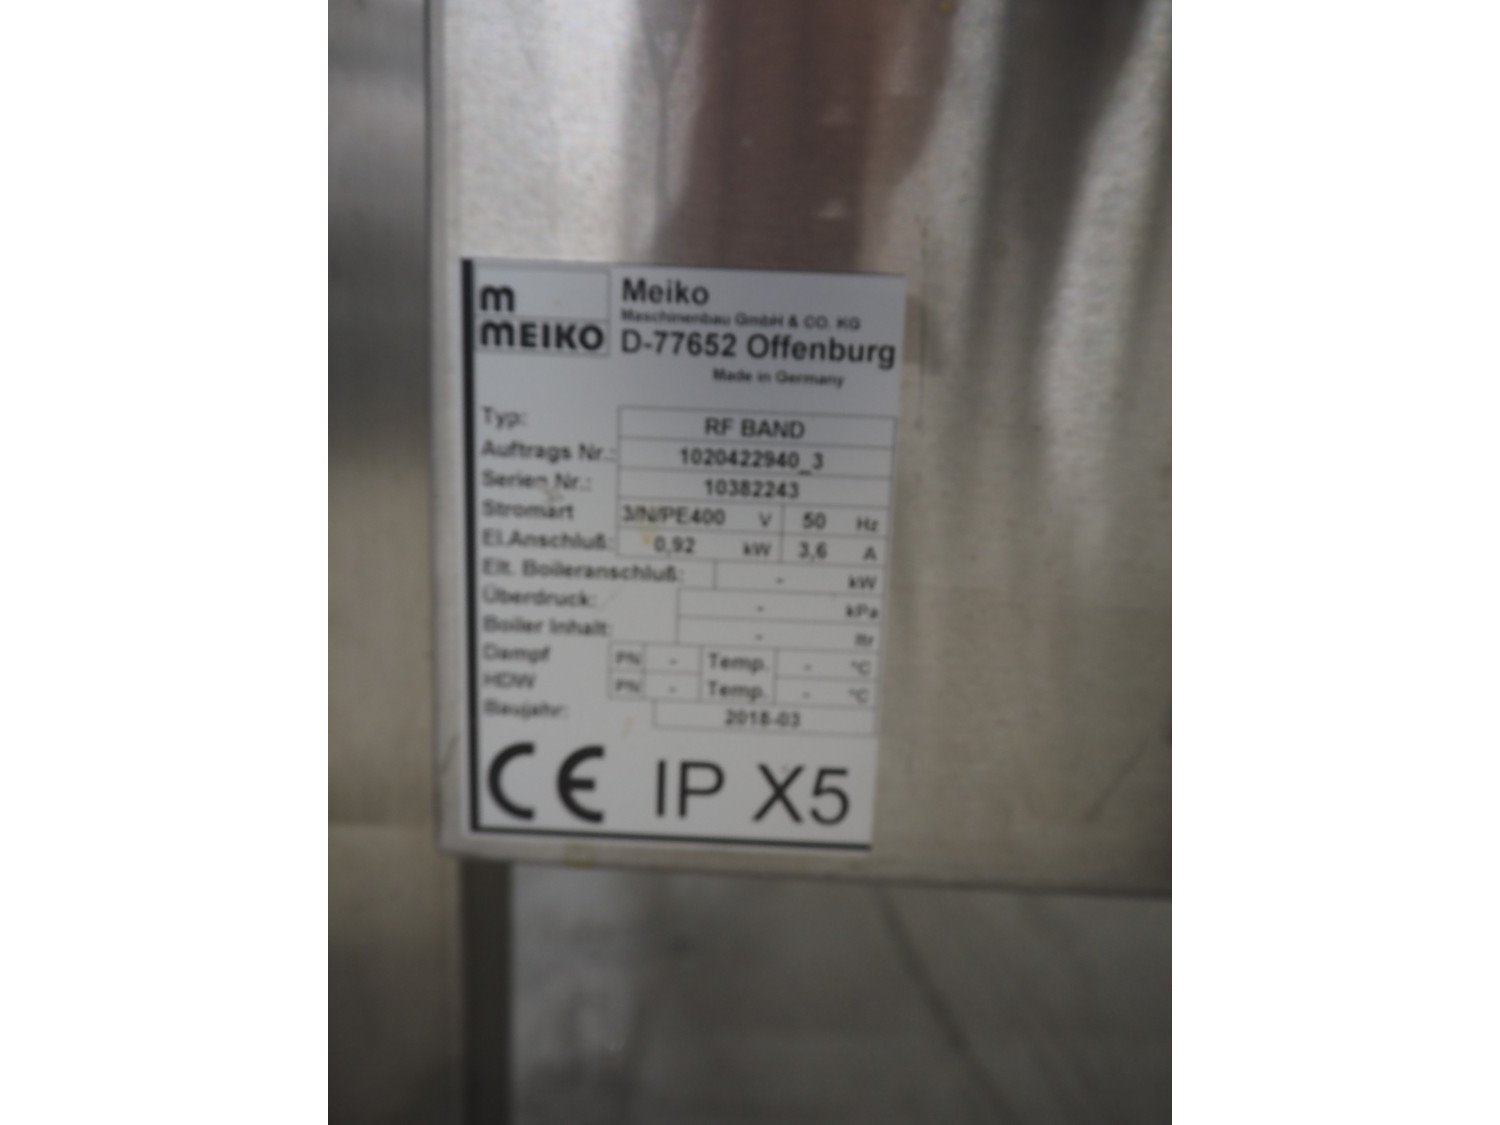 m
MEIKO
Meiko
Maschinenbau GmbH & CO. KG
D-77652 Offenburg
Made in Germany
Typ: RF BAND
Auftrags Nr.: 1020422940_3
Serien Nr.: 10382243
Stromart 3/N/PE400 V 50 Hz
El.Anschluß: 0,92 kW 3,6 A
Elt. Boileranschluß: - kW
Überdruck: - kPa
Boiler Inhalt: - ltr
Dampf PN - Temp. - °C
HDW PN - Temp. - °C
Baujahr: 2018-03
CE IP X5